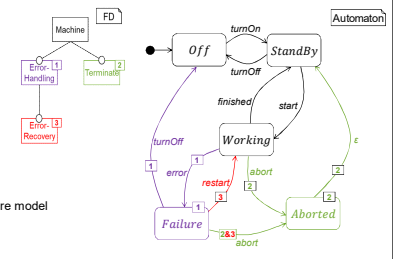 FD
Machine
Error-
Handling
1
Terminate
2
Error-
Recovery
3
re model
Automaton
Off
turnOn
turnOff
StandBy
finished
start
Working
turnOff
1
error
1
restart
3
abort
2
ε
2
Failure
1
2&3
abort
Aborted
2